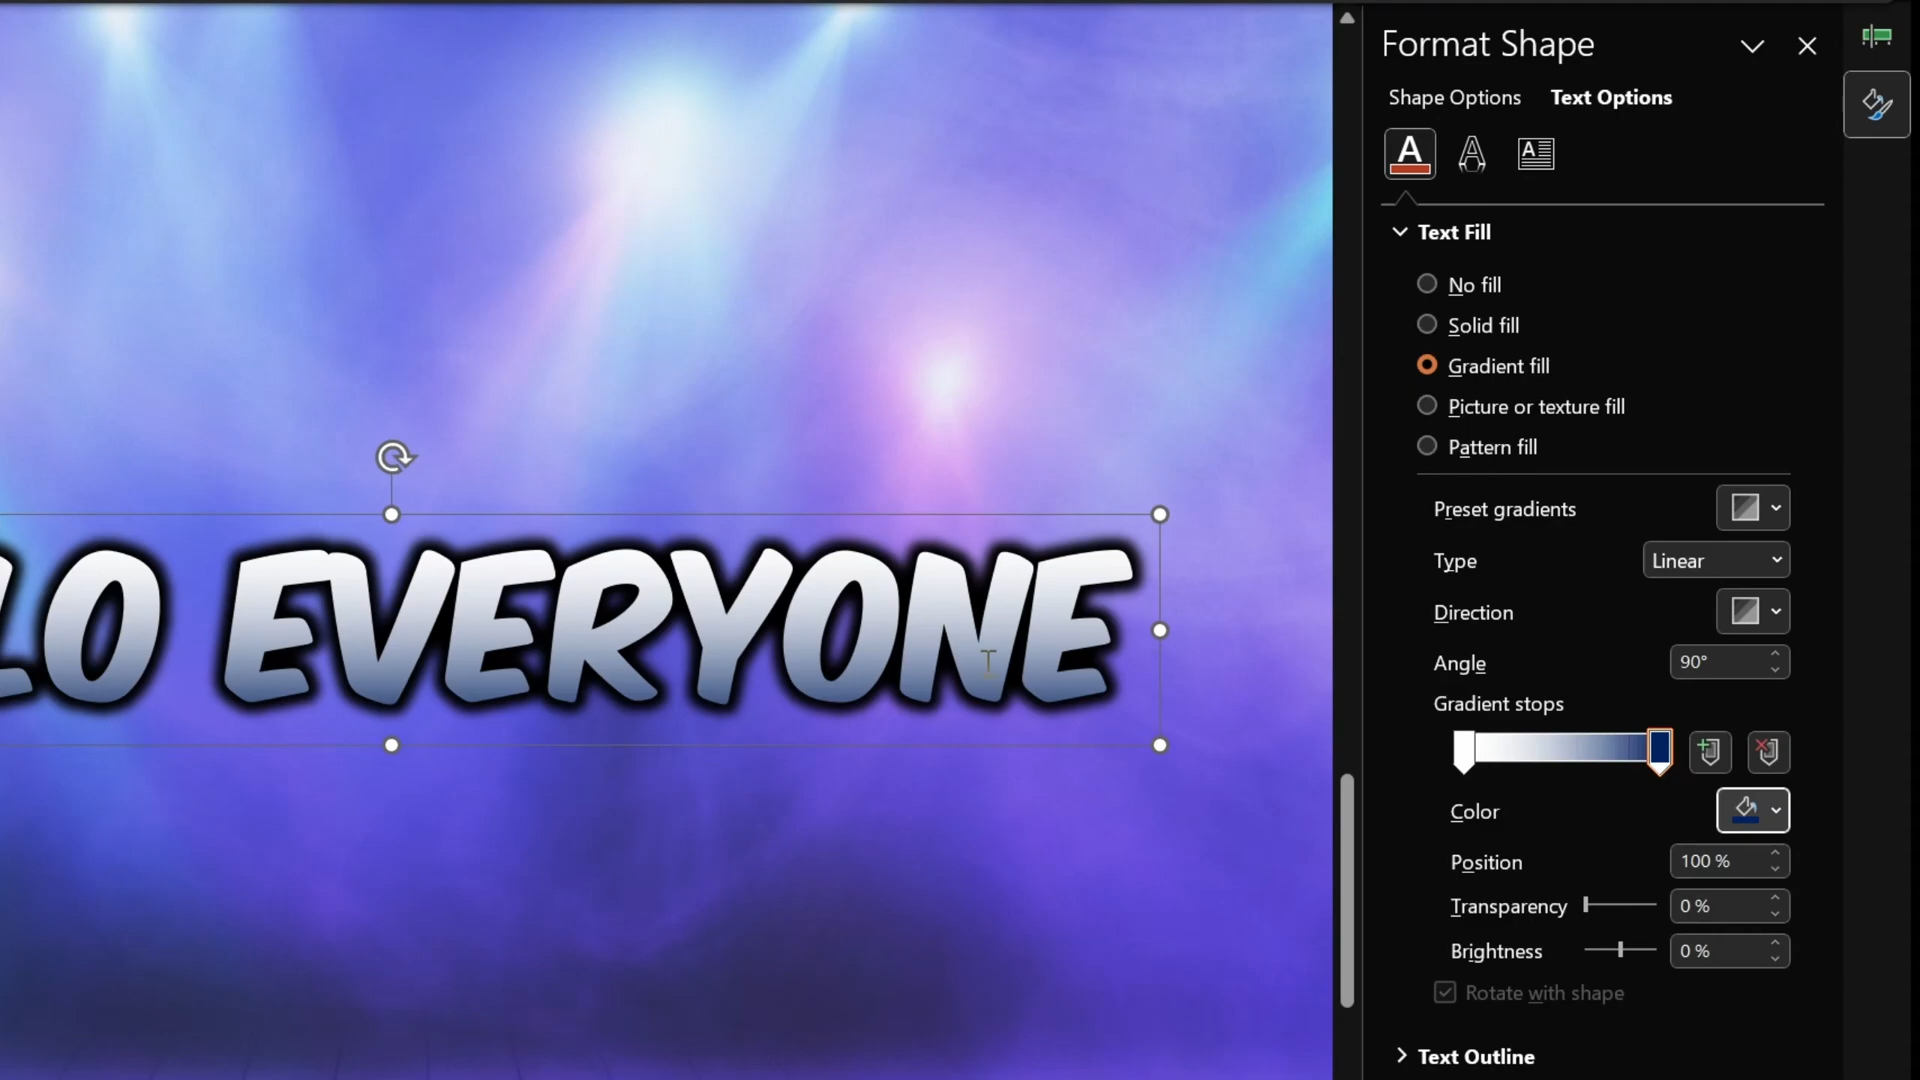 Format Shape
Shape Options Text Options
Text Fill
No fill
Solid fill
Gradient fill
Picture or texture fill
Pattern fill
Preset gradients
Type Linear
Direction
Angle 90°
Gradient stops
Color
Position 100 %
Transparency 0 %
Brightness 0 %
Rotate with shape
Text Outline
LO EVERYONE